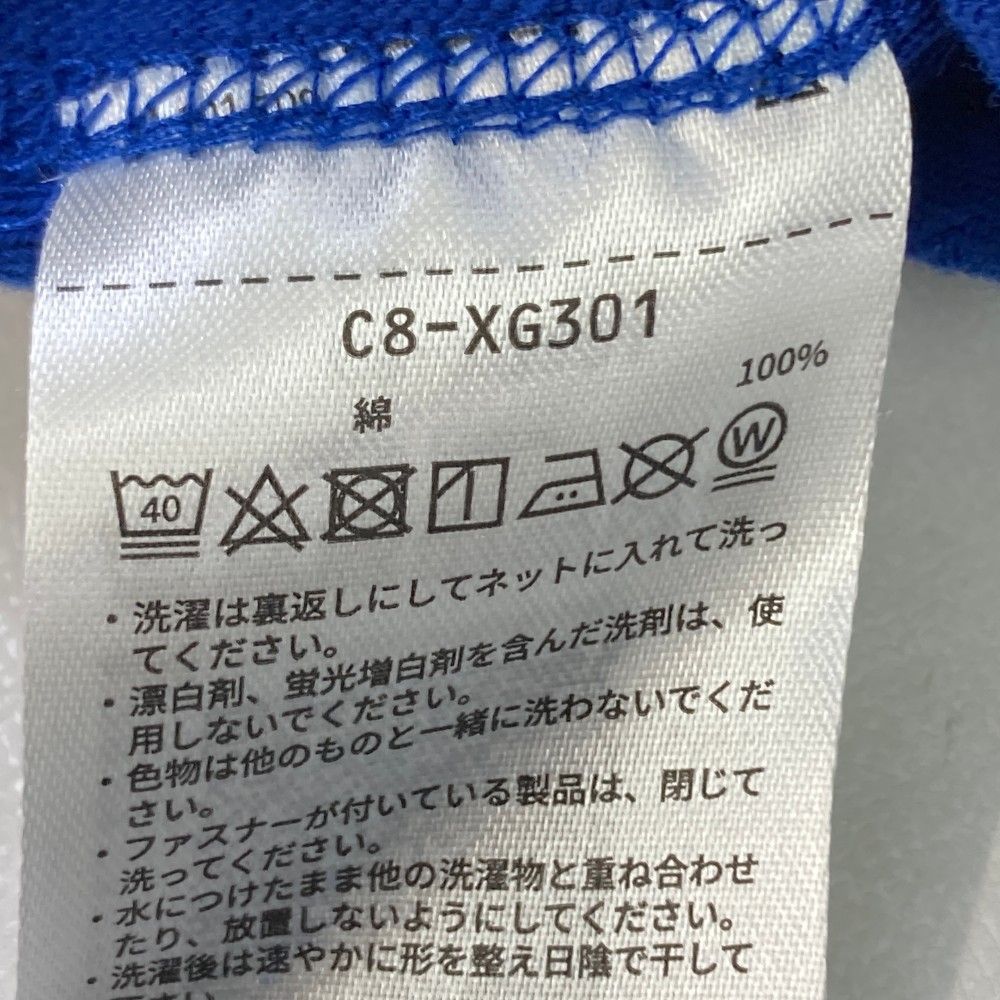 C8-XG301
綿 100%
40 W
・洗濯は裏返しにしてネットに入れて洗っ
てください。
・漂白剤、蛍光増白剤を含んだ洗剤は、使
用しないでください。
・色物は他のものと一緒に洗わないでくだ
さい。
・ファスナーが付いている製品は、閉じて
洗ってください。
・水につけたまま他の洗濯物と重ね合わせ
たり、放置しないようにしてください。
・洗濯後は速やかに形を整え日陰で干して